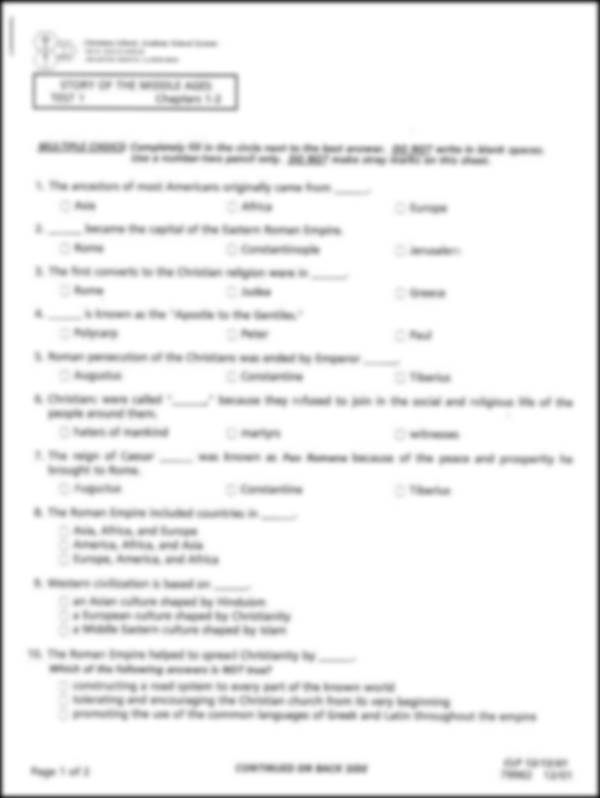 Christian Liberty Academy School System
STORY OF THE MIDDLE AGES
TEST 1 Chapters 1-2
MULTIPLE CHOICE: Completely fill in the circle next to the best answer. DO NOT write in blank spaces.
Use a number-two pencil only. DO NOT make stray marks on this sheet.
1. The ancestors of most Americans originally came from ______.
Asia Africa Europe
2. ______ became the capital of the Eastern Roman Empire.
Rome Constantinople Jerusalem
3. The first converts to the Christian religion were in ______.
Rome Judea Greece
4. ______ is known as the "Apostle to the Gentiles."
Polycarp Peter Paul
5. Roman persecution of the Christians was ended by Emperor ______.
Augustus Constantine Tiberius
6. Christians were called "______," because they refused to join in the social and religious life of the
people around them.
haters of mankind martyrs witnesses
7. The reign of Caesar ______ was known as Pax Romana because of the peace and prosperity he
brought to Rome.
Augustus Constantine Tiberius
8. The Roman Empire included countries in ______.
Asia, Africa, and Europe
America, Africa, and Asia
Europe, America, and Africa
9. Western civilization is based on ______.
an Asian culture shaped by Hinduism
a European culture shaped by Christianity
a Middle Eastern culture shaped by Islam
10. The Roman Empire helped to spread Christianity by ______.
Which of the following answers is NOT true?
constructing a road system to every part of the known world
tolerating and encouraging the Christian church from its very beginning
promoting the use of the common languages of Greek and Latin throughout the empire
Page 1 of 2 CONTINUED ON BACK SIDE
12/01